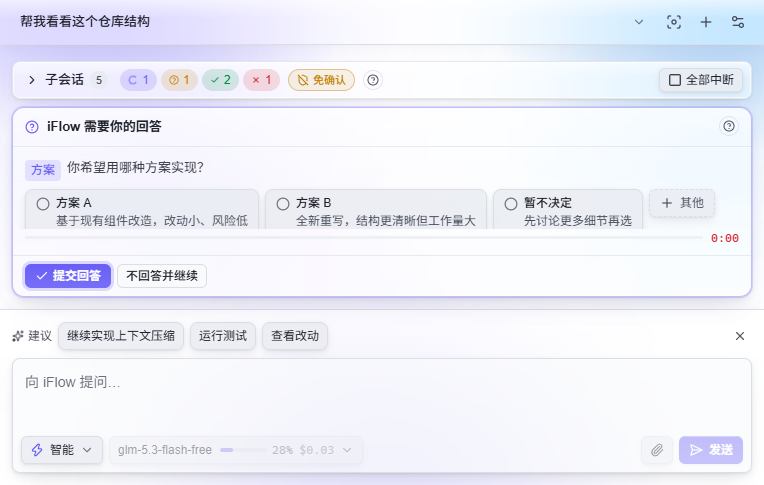 帮我看看这个仓库结构
子会话 5 1 1 2 1 免确认 全部中断
iFlow 需要你的回答
方案 你希望用哪种方案实现？
方案 A 方案 B 暂不决定 其他
基于现有组件改造，改动小、风险低 全新重写，结构更清晰但工作量大 先讨论更多细节再选
0:00
提交回答 不回答并继续
建议 继续实现上下文压缩 运行测试 查看改动
向 iFlow 提问…
智能 glm-5.3-flash-free 28% $0.03 发送